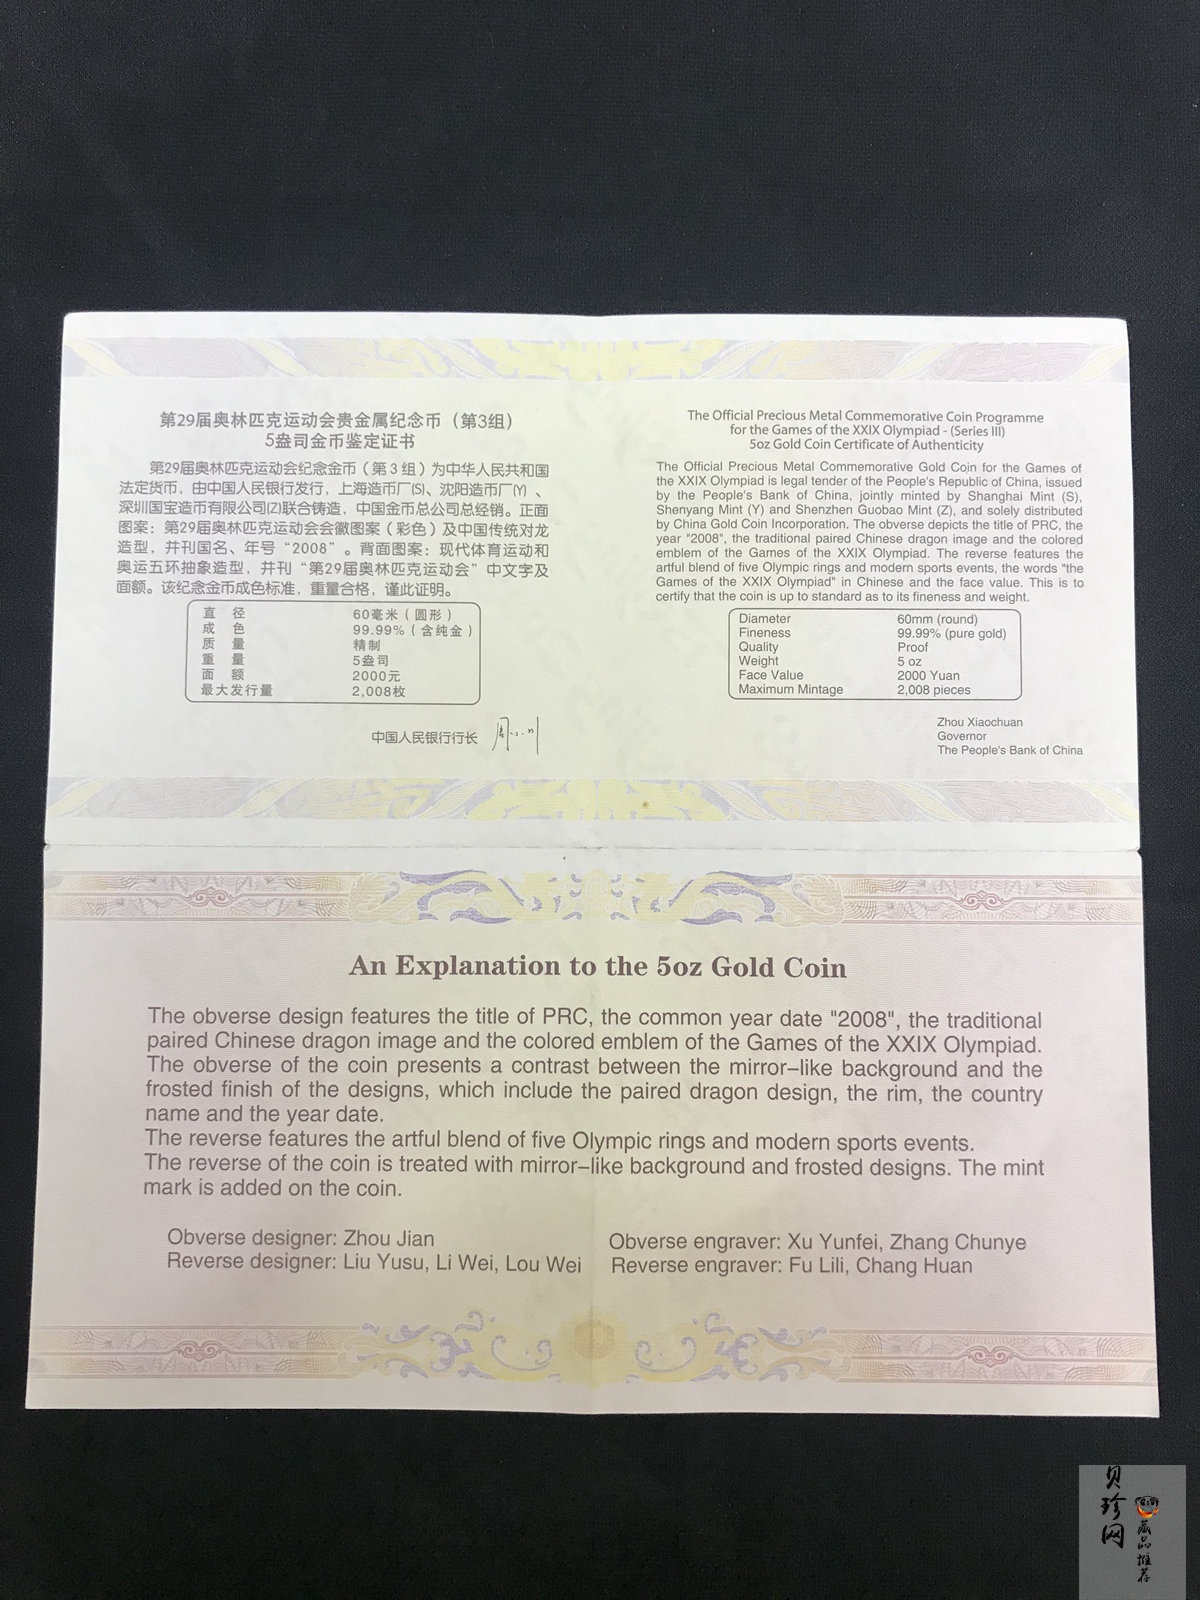 第29届奥林匹克运动会贵金属纪念币（第3组）
5盎司金币鉴定证书
第29届奥林匹克运动会纪念金币（第3组）为中华人民共和国
法定货币，由中国人民银行发行，上海造币厂(S)、沈阳造币厂(Y)、
深圳国宝造币有限公司(Z)联合铸造，中国金币总公司总经销。正面
图案：第29届奥林匹克运动会会徽图案（彩色）及中国传统对龙
造型，并刊国名、年号“2008”。背面图案：现代体育运动和
奥运五环抽象造型，并刊“第29届奥林匹克运动会”中文字及
面额。该纪念金币成色标准，重量合格，谨此证明。
直 径 60毫米（圆形）
成 色 99.99%（含纯金）
质 量 精制
重 量 5盎司
面 额 2000元
最大发行量 2,008枚
中国人民银行行长 周小川
The Official Precious Metal Commemorative Coin Programme
for the Games of the XXIX Olympiad - (Series III)
5oz Gold Coin Certificate of Authenticity
The Official Precious Metal Commemorative Gold Coin for the Games of
the XXIX Olympiad is legal tender of the People's Republic of China, issued
by the People's Bank of China, jointly minted by Shanghai Mint (S),
Shenyang Mint (Y) and Shenzhen Guobao Mint (Z), and solely distributed
by China Gold Coin Incorporation. The obverse depicts the title of PRC, the
year "2008", the traditional paired Chinese dragon image and the colored
emblem of the Games of the XXIX Olympiad. The reverse features the
artful blend of five Olympic rings and modern sports events, the words "the
Games of the XXIX Olympiad" in Chinese and the face value. This is to
certify that the coin is up to standard as to its fineness and weight.
Diameter 60mm (round)
Fineness 99.99% (pure gold)
Quality Proof
Weight 5 oz
Face Value 2000 Yuan
Maximum Mintage 2,008 pieces
Zhou Xiaochuan
Governor
The People's Bank of China
An Explanation to the 5oz Gold Coin
The obverse design features the title of PRC, the common year date "2008", the traditional
paired Chinese dragon image and the colored emblem of the Games of the XXIX Olympiad.
The obverse of the coin presents a contrast between the mirror–like background and the
frosted finish of the designs, which include the paired dragon design, the rim, the country
name and the year date.
The reverse features the artful blend of five Olympic rings and modern sports events.
The reverse of the coin is treated with mirror–like background and frosted designs. The mint
mark is added on the coin.
Obverse designer: Zhou Jian
Reverse designer: Liu Yusu, Li Wei, Lou Wei
Obverse engraver: Xu Yunfei, Zhang Chunye
Reverse engraver: Fu Lili, Chang Huan
贝珍网
藏品推荐